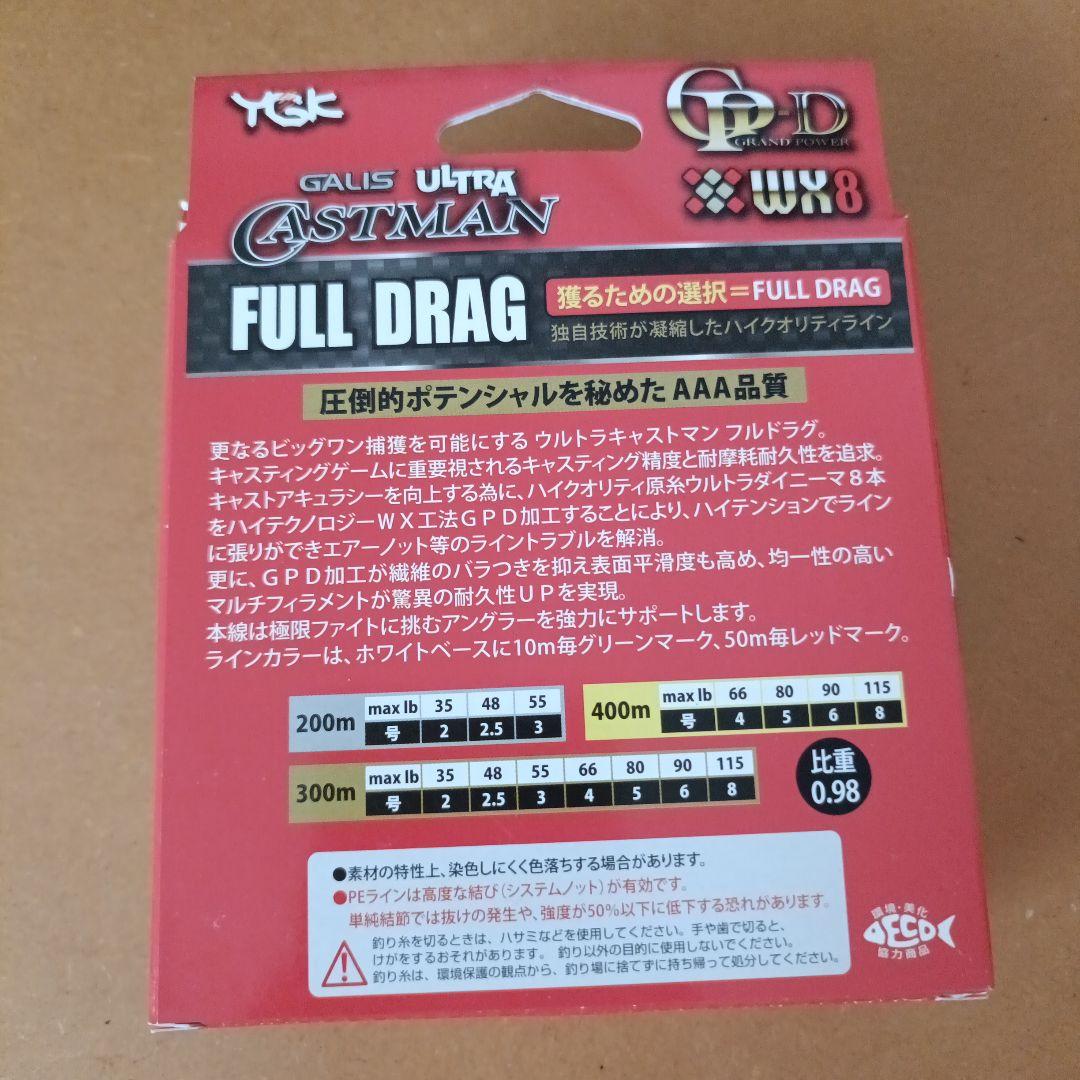 YGK
GP-D
GRAND POWER
GALIS ULTRA
CASTMAN
WX8
FULL DRAG
獲るための選択=FULL DRAG
独自技術が凝縮したハイクオリティライン
圧倒的ポテンシャルを秘めたAAA品質
更なるビッグワン捕獲を可能にする ウルトラキャストマン フルドラグ。
キャスティングゲームに重要視されるキャスティング精度と耐摩耗耐久性を追求。
キャストアキュラシーを向上する為に、ハイクオリティ原糸ウルトラダイニーマ8本
をハイテクノロジーWX工法GPD加工することにより、ハイテンションでライン
に張りができエアーノット等のライントラブルを解消。
更に、GPD加工が繊維のバラつきを抑え表面平滑度も高め、均一性の高い
マルチフィラメントが驚異の耐久性UPを実現。
本線は極限ファイトに挑むアングラーを強力にサポートします。
ラインカラーは、ホワイトベースに10m毎グリーンマーク、50m毎レッドマーク。
200m
max lb 35 48 55
号 2 2.5 3
400m
max lb 66 80 90 115
号 4 5 6 8
300m
max lb 35 48 55 66 80 90 115
号 2 2.5 3 4 5 6 8
比重
0.98
●素材の特性上、染色しにくく色落ちする場合があります。
●PEラインは高度な結び(システムノット)が有効です。
単純結節では抜けの発生や、強度が50%以下に低下する恐れがあります。
釣り糸を切るときは、ハサミなどを使用してください。手や歯で切ると、
けがをするおそれがあります。 釣り以外の目的に使用しないでください。
釣り糸は、環境保護の観点から、釣り場に捨てずに持ち帰って処分してください。
環境・美化
ECO
協力商品